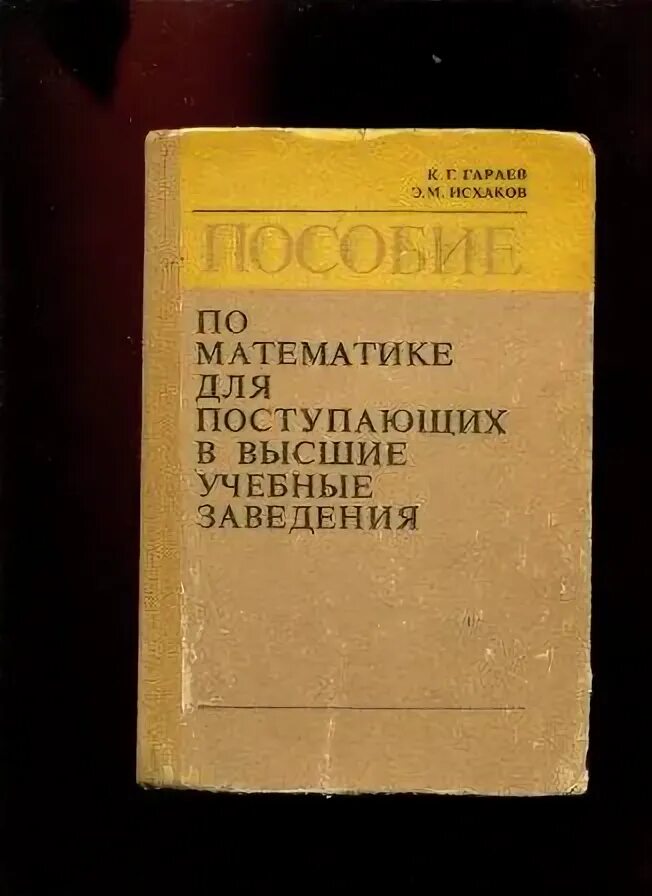 К. Г. ГАРАЕВ
Э.М. ИСХАКОВ
ПОСОБИЕ
ПО
МАТЕМАТИКЕ
ДЛЯ
ПОСТУПАЮЩИХ
В ВЫСШИЕ
УЧЕБНЫЕ
ЗАВЕДЕНИЯ